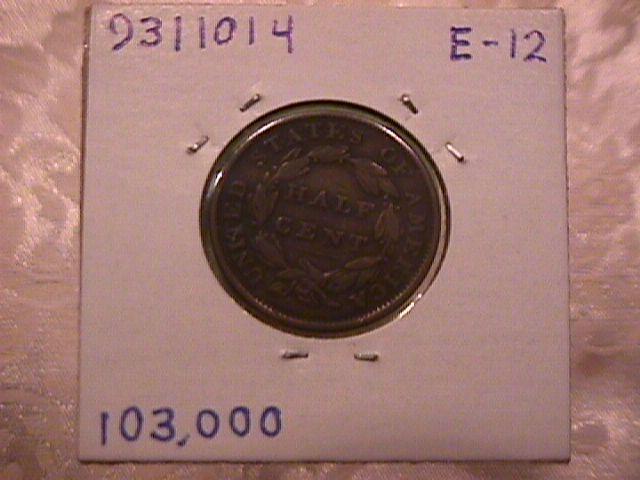 9311014 E-12
UNITED STATES OF AMERICA
HALF
CENT
103,000